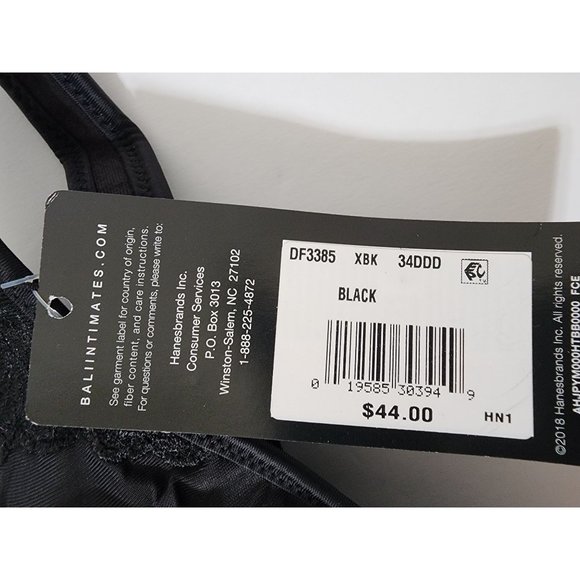 BALIINTIMATES.COM
See garment label for country of origin,
fiber content, and care instructions.
For questions or comments, please write to:
Hanesbrands Inc.
Consumer Services
P.O. Box 3013
Winston-Salem, NC 27102
1-888-225-4872
DF3385 XBK 34DDD
BLACK
0 19585 30394 9
$44.00
HN1
©2018 Hanesbrands Inc. All rights reserved.